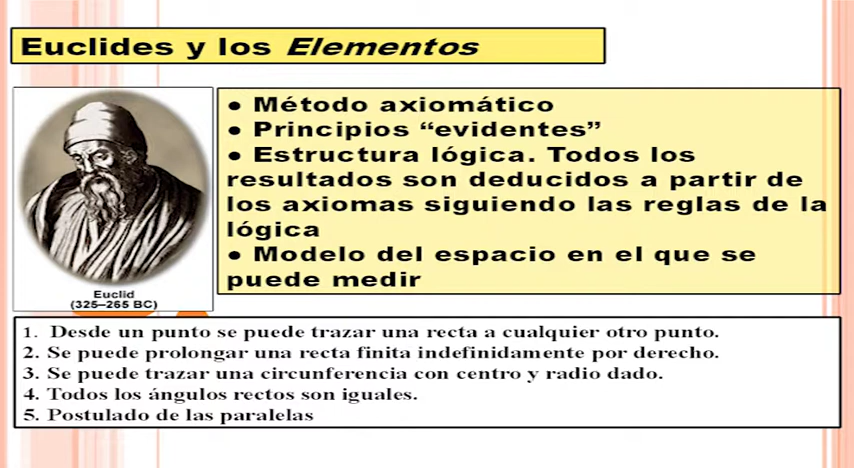 Euclides y los Elementos
● Método axiomático
● Principios “evidentes”
● Estructura lógica. Todos los
resultados son deducidos a partir de
los axiomas siguiendo las reglas de la
lógica
● Modelo del espacio en el que se
puede medir
Euclid
(325–265 BC)
1. Desde un punto se puede trazar una recta a cualquier otro punto.
2. Se puede prolongar una recta finita indefinidamente por derecho.
3. Se puede trazar una circunferencia con centro y radio dado.
4. Todos los ángulos rectos son iguales.
5. Postulado de las paralelas